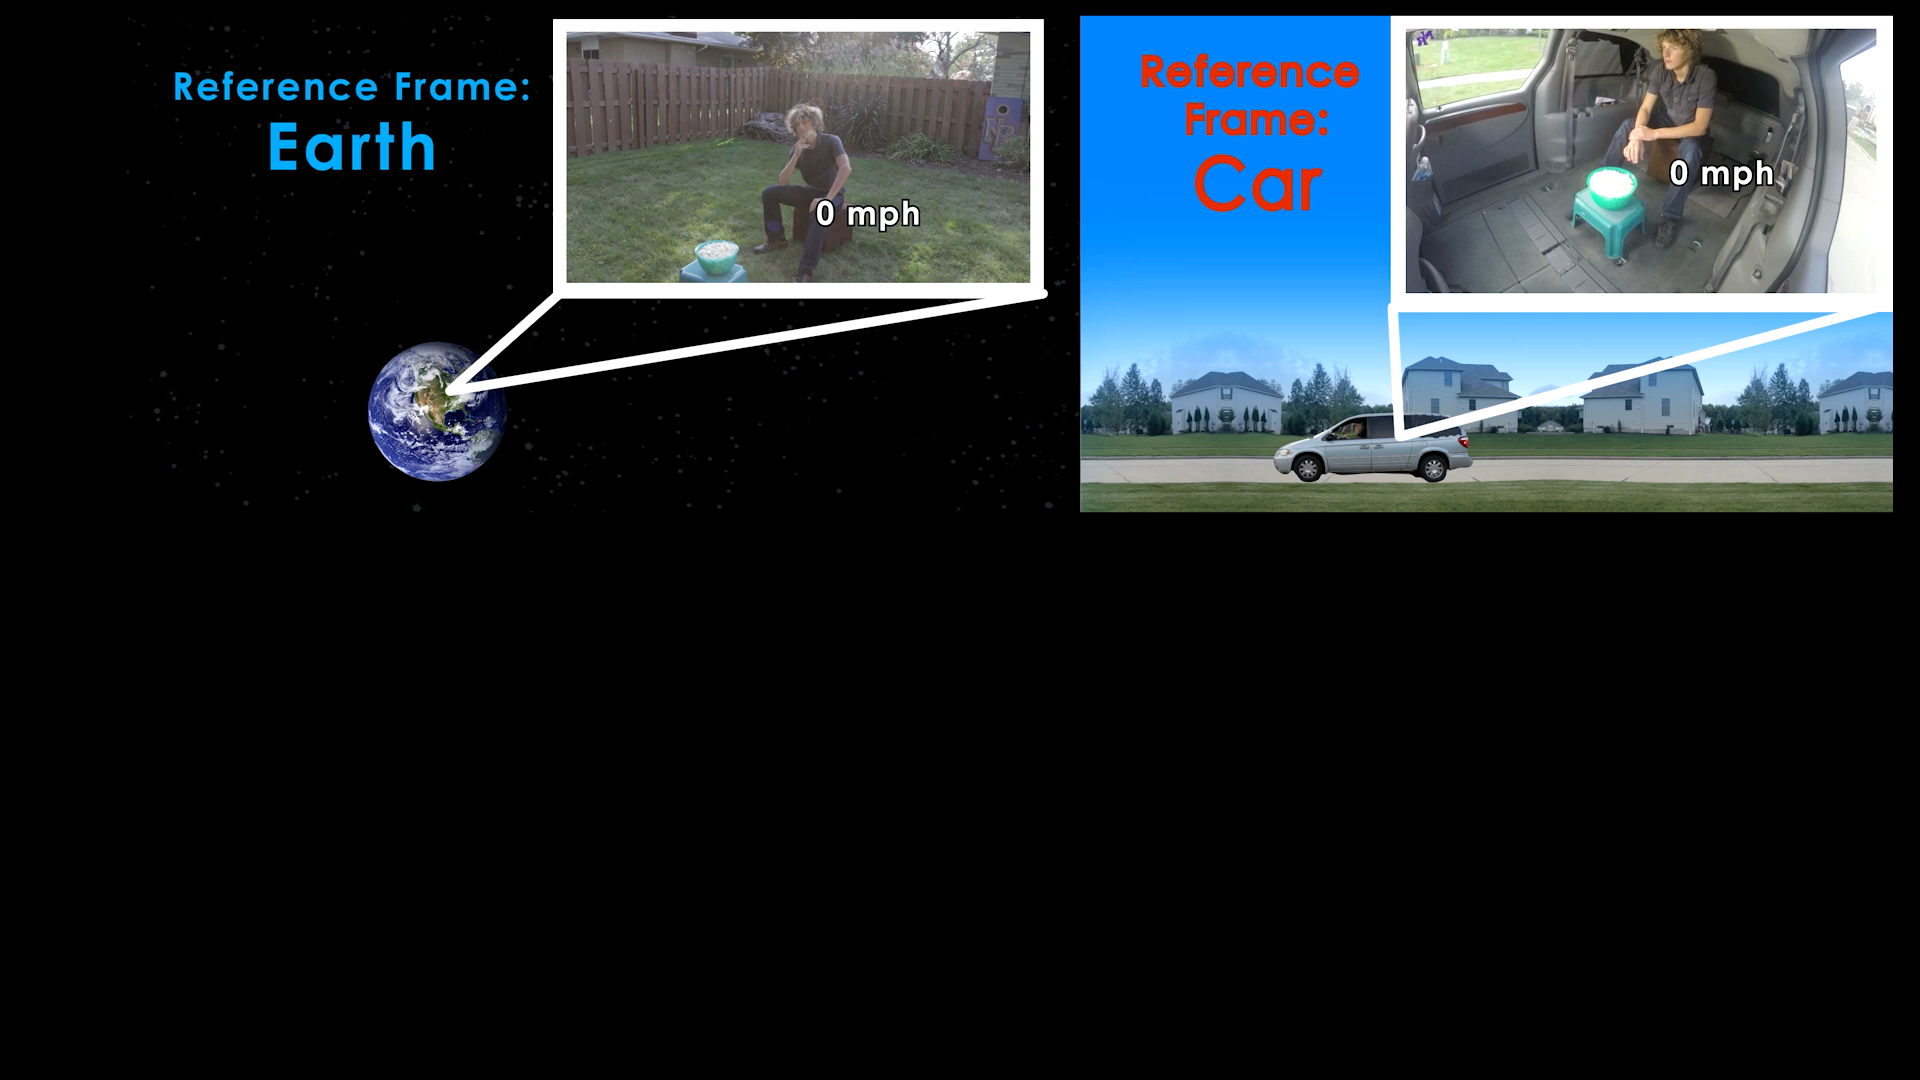 Reference Frame:
Earth
0 mph
Reference
Frame:
Car
0 mph